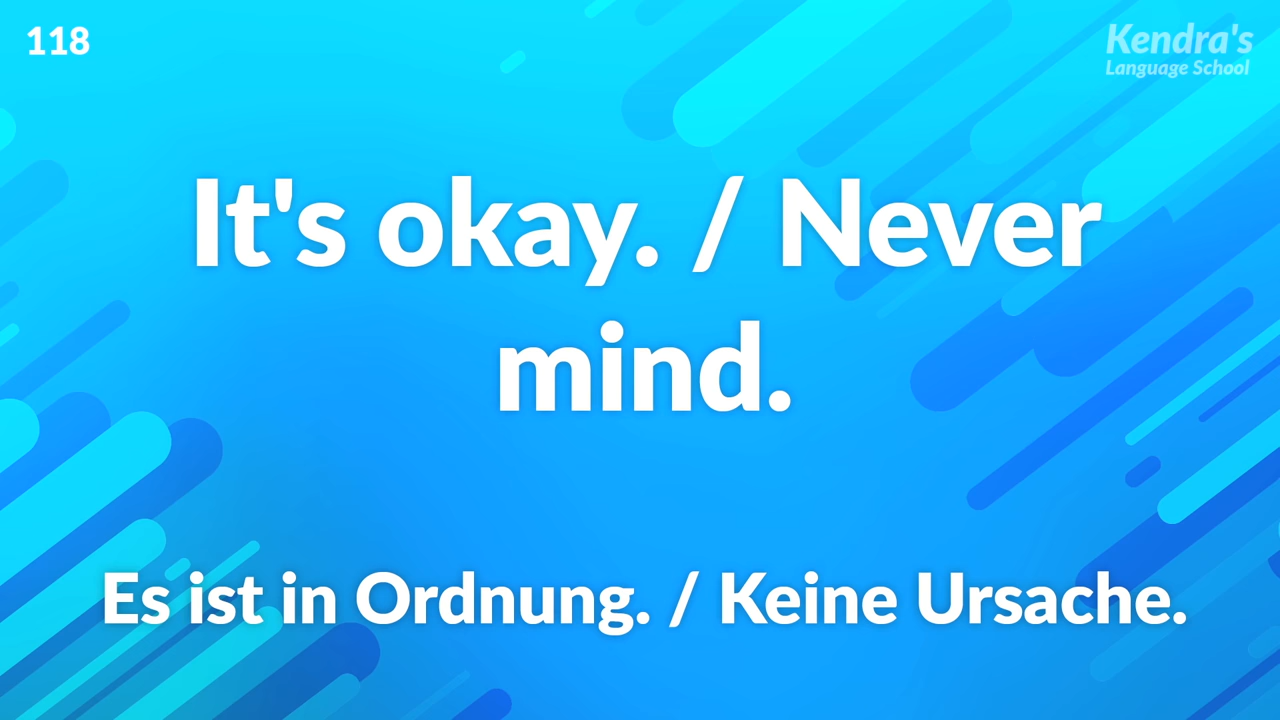 118
Kendra's
Language School
It's okay. / Never
mind.
Es ist in Ordnung. / Keine Ursache.